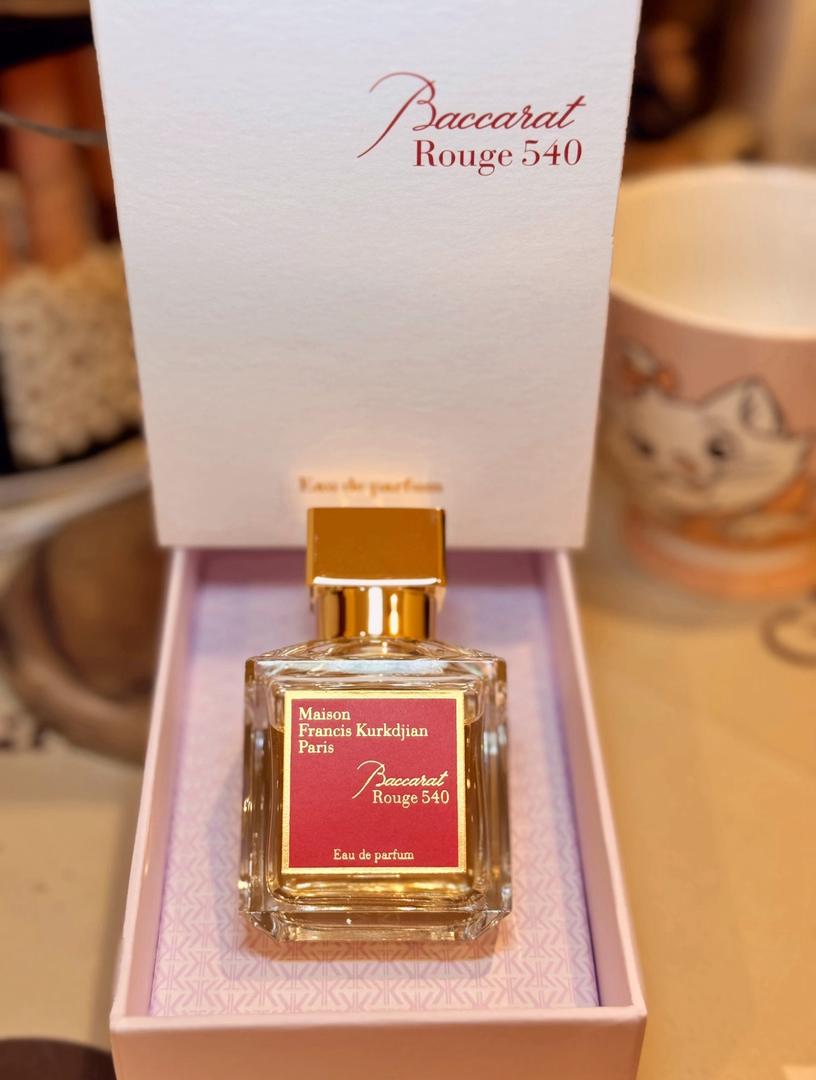 Baccarat
Rouge 540
Eau de parfum
Maison
Francis Kurkdjian
Paris
Baccarat
Rouge 540
Eau de parfum